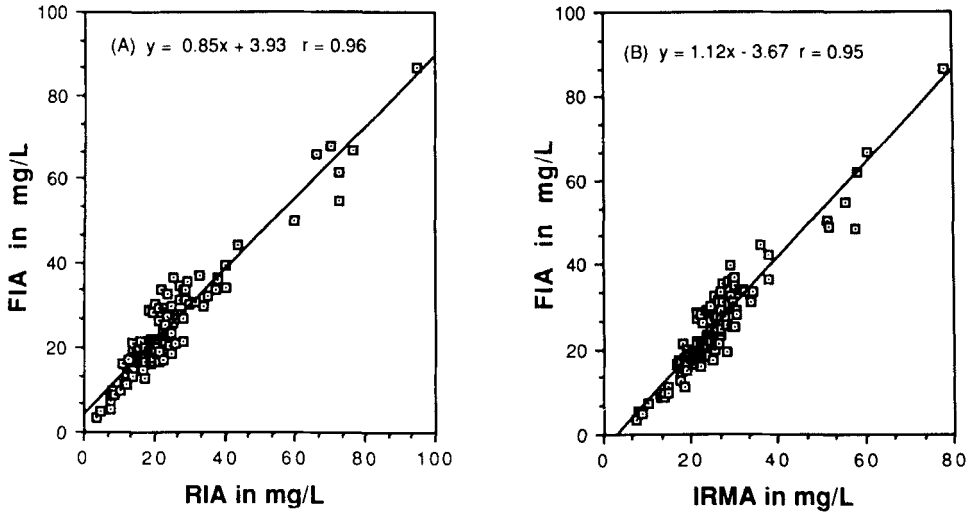 (A) y = 0.85x + 3.93 r = 0.96
100
80
60
40
20
0
FIA in mg/L
0 20 40 60 80 100
RIA in mg/L
(B) y = 1.12x - 3.67 r = 0.95
100
80
60
40
20
0
FIA in mg/L
0 20 40 60 80
IRMA in mg/L